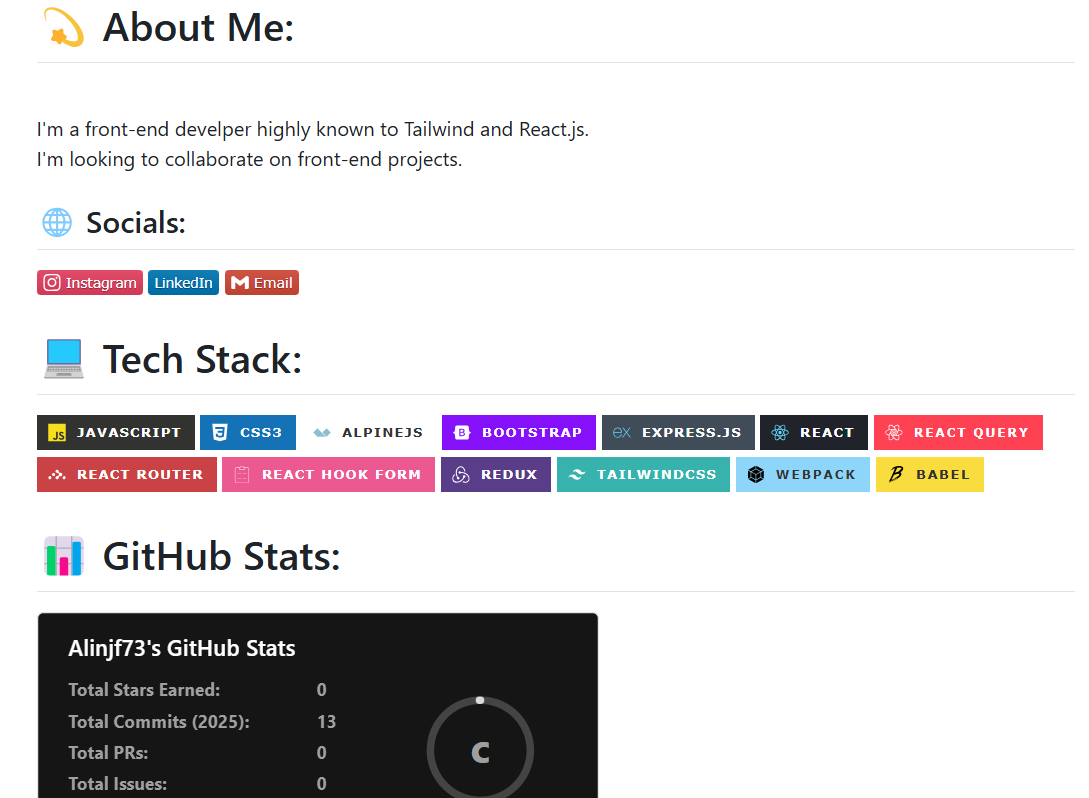 About Me:
I'm a front-end develper highly known to Tailwind and React.js.
I'm looking to collaborate on front-end projects.
Socials:
Instagram LinkedIn Email
Tech Stack:
JS JAVASCRIPT CSS3 ALPINEJS B BOOTSTRAP EX EXPRESS.JS REACT REACT QUERY
REACT ROUTER REACT HOOK FORM REDUX TAILWINDCSS WEBPACK B BABEL
GitHub Stats:
Alinjf73's GitHub Stats
Total Stars Earned: 0
Total Commits (2025): 13
Total PRs: 0
Total Issues: 0
C